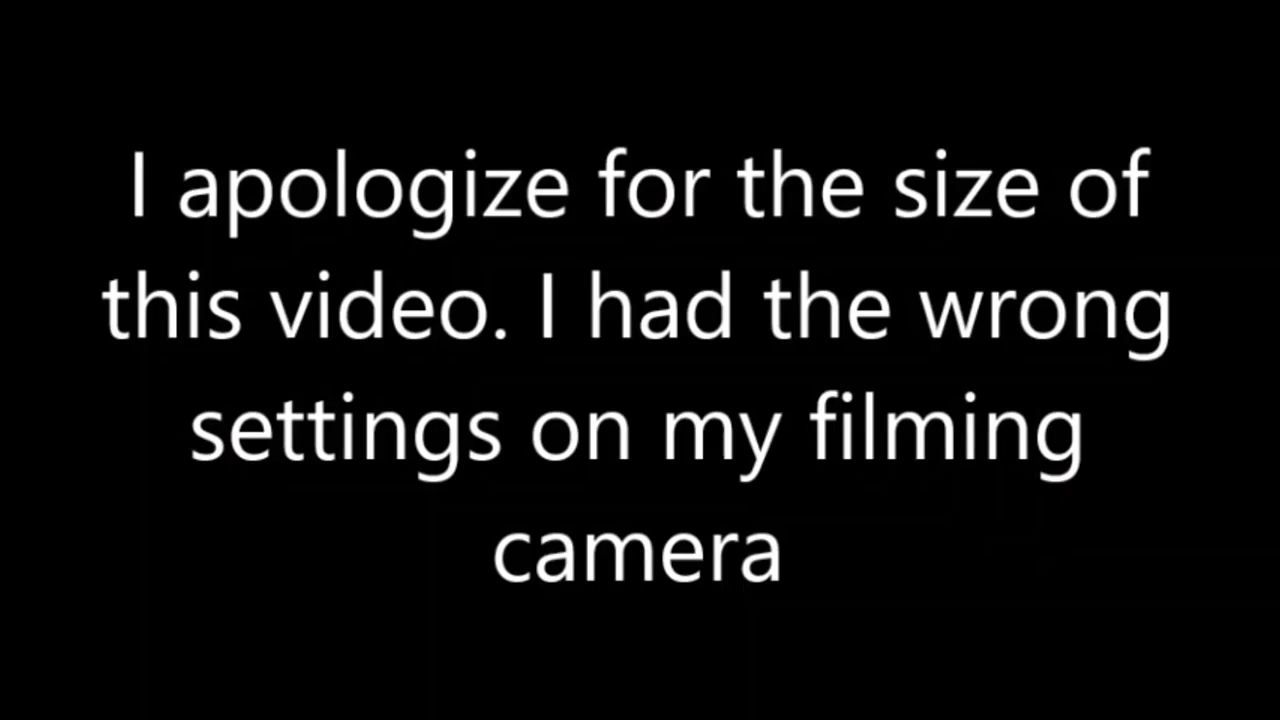 I apologize for the size of
this video. I had the wrong
settings on my filming
camera